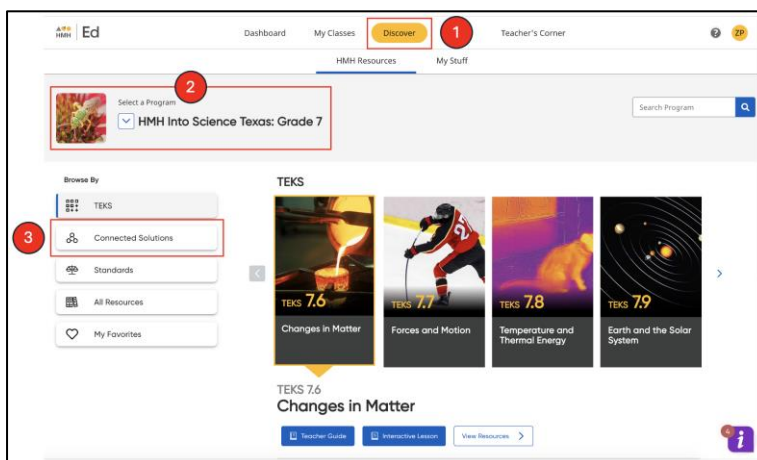 HMH
Ed
Dashboard
My Classes
Discover
1
Teacher's Corner
?
ZP
HMH Resources
My Stuff
2
Select a Program
HMH Into Science Texas: Grade 7
Search Program
Browse By
TEKS
3
Connected Solutions
Standards
All Resources
My Favorites
TEKS
TEKS 7.6
Changes in Matter
27
TEKS 7.7
Forces and Motion
TEKS 7.8
Temperature and
Thermal Energy
TEKS 7.9
Earth and the Solar
System
TEKS 7.6
Changes in Matter
Teacher Guide
Interactive Lesson
View Resources
4
i